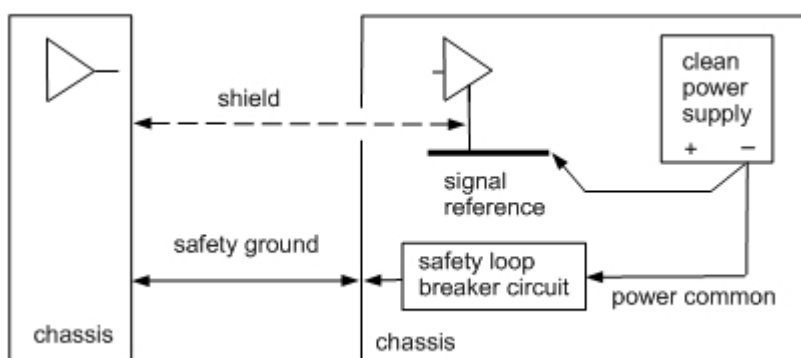 clean
power
supply
+ −
shield
signal
reference
safety ground
safety loop
breaker circuit
power common
chassis
chassis